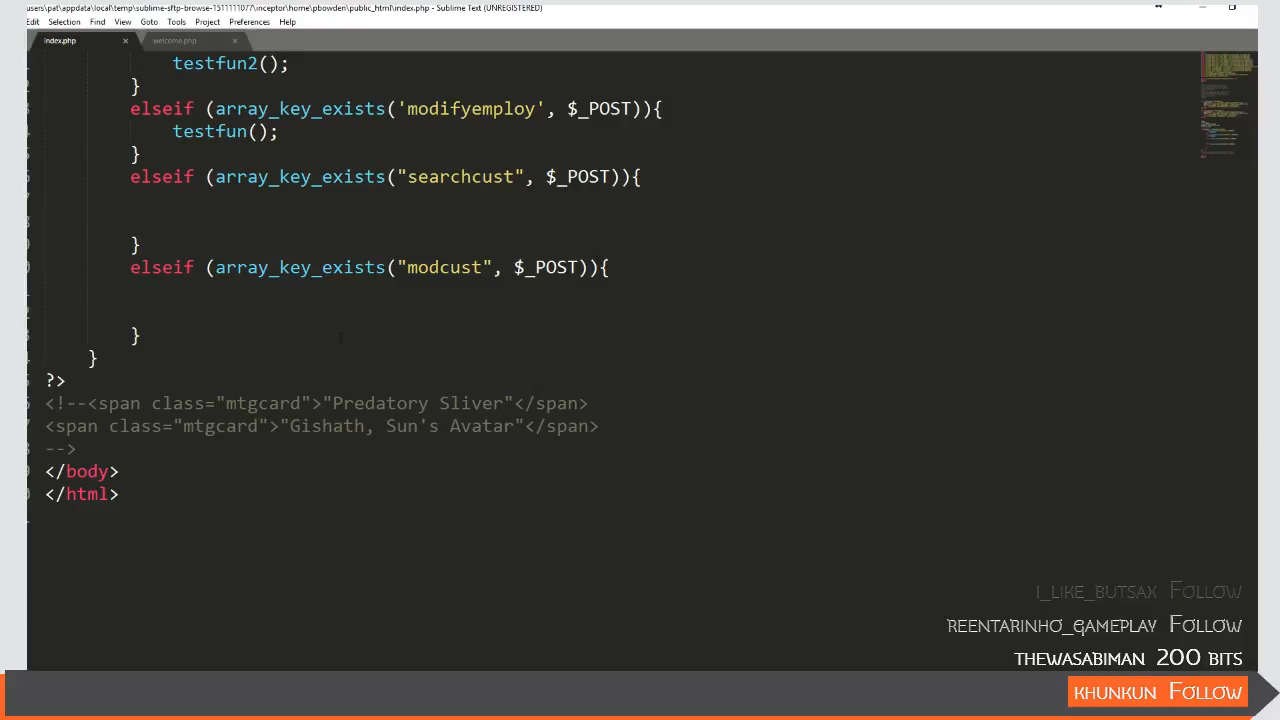 users\pat\appdata\local\temp\sublime-sftp-browse-1511111077\inceptor\home\pbowden\public_html\index.php - Sublime Text (UNREGISTERED)
Edit Selection Find View Goto Tools Project Preferences Help
index.php × welcome.php ×
testfun2();
}
elseif (array_key_exists('modifyemploy', $_POST)){
testfun();
}
elseif (array_key_exists("searchcust", $_POST)){
}
elseif (array_key_exists("modcust", $_POST)){
}
}
?>
<!--<span class="mtgcard">"Predatory Sliver"</span>
<span class="mtgcard">"Gishath, Sun's Avatar"</span>
-->
</body>
</html>
I_LIKE_BUTSAX FOLLOW
REENTARINHO_GAMEPLAY FOLLOW
THEWASABIMAN 200 BITS
KHUNKUN FOLLOW